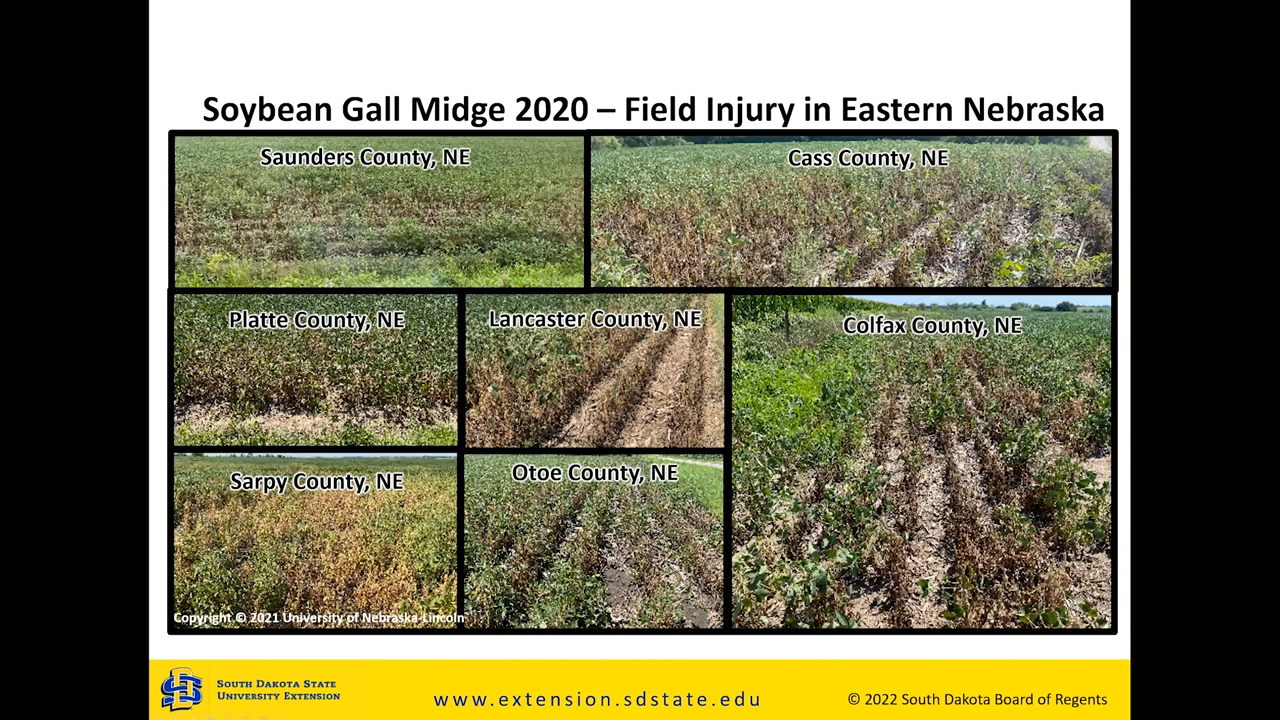 Soybean Gall Midge 2020 – Field Injury in Eastern Nebraska
Saunders County, NE
Cass County, NE
Platte County, NE
Lancaster County, NE
Colfax County, NE
Sarpy County, NE
Otoe County, NE
Copyright © 2021 University of Nebraska-Lincoln
SOUTH DAKOTA STATE
UNIVERSITY EXTENSION
www.extension.sdstate.edu
© 2022 South Dakota Board of Regents